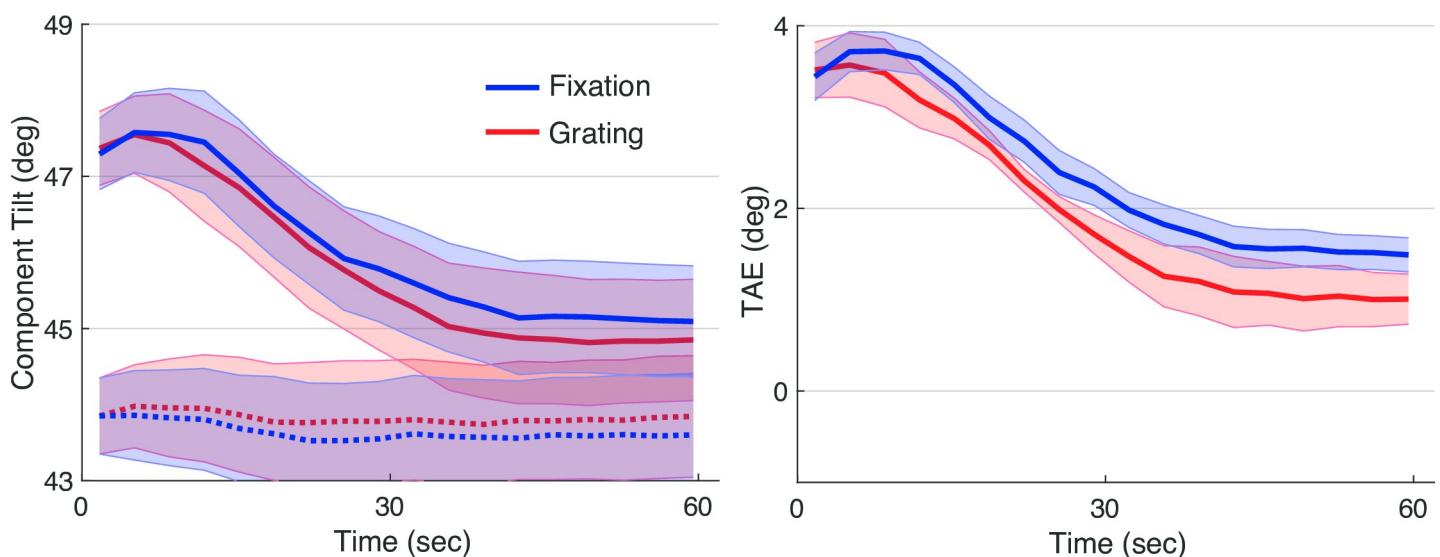 49
47
45
43
Component Tilt (deg)
Fixation
Grating
0
30
60
Time (sec)
4
2
0
TAE (deg)
0
30
60
Time (sec)